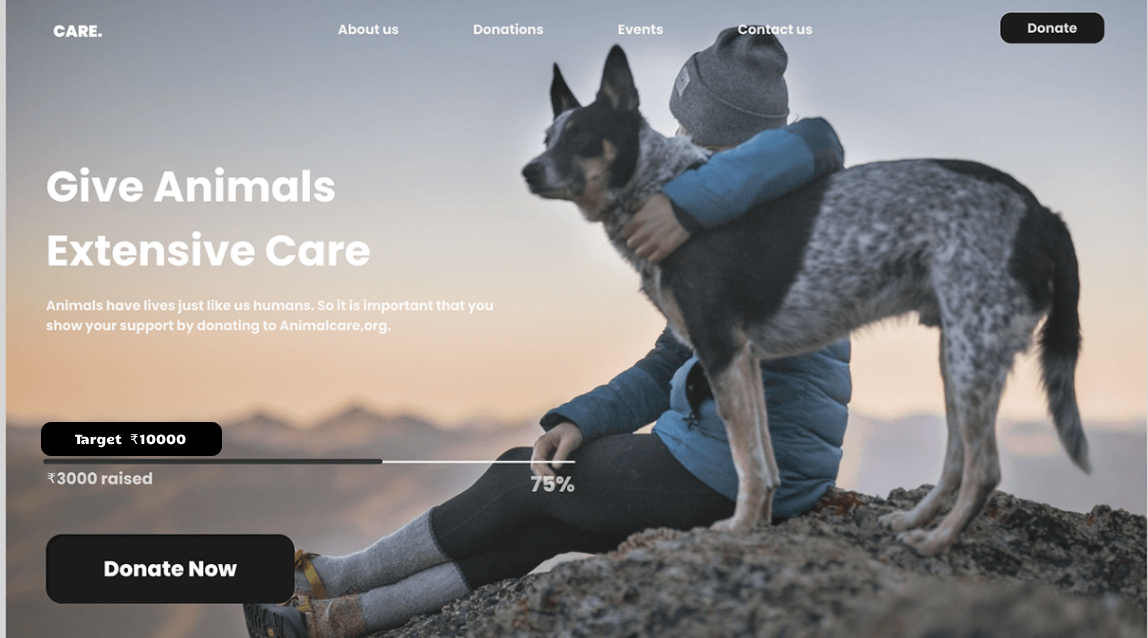 CARE.
About us
Donations
Events
Contact us
Donate
Give Animals
Extensive Care
Animals have lives just like us humans. So it is important that you
show your support by donating to Animalcare,org.
Target ₹10000
₹3000 raised
75%
Donate Now